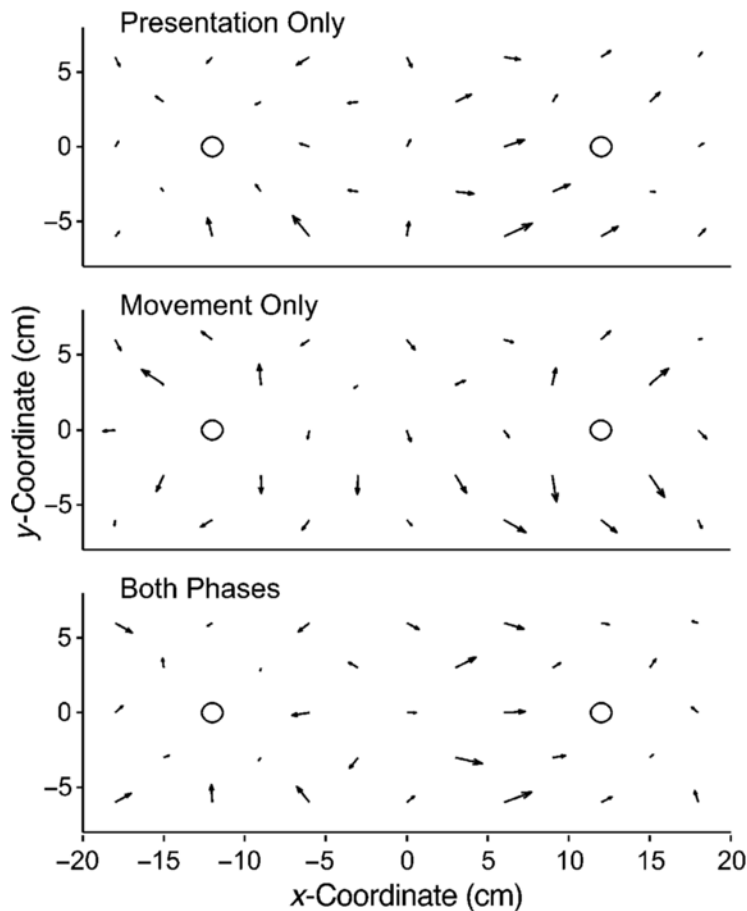 Presentation Only
5
0
−5
Movement Only
5
0
−5
y-Coordinate (cm)
Both Phases
5
0
−5
−20 −15 −10 −5 0 5 10 15 20
x-Coordinate (cm)